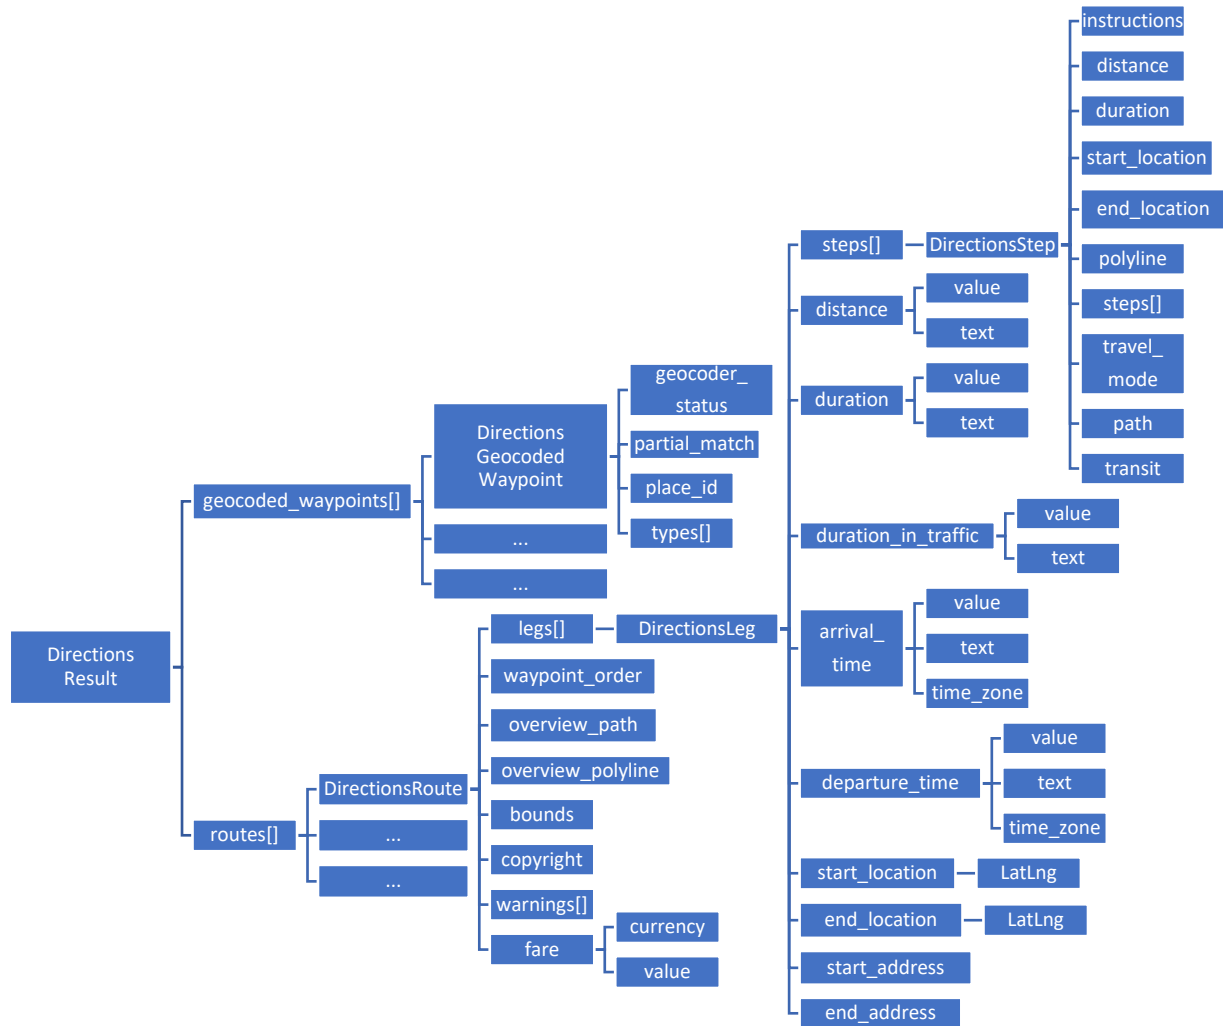 Directions
Result
geocoded_waypoints[]
Directions
Geocoded
Waypoint
geocoder_
status
partial_match
place_id
types[]
...
...
routes[]
DirectionsRoute
legs[]
DirectionsLeg
steps[]
DirectionsStep
instructions
distance
duration
start_location
end_location
polyline
steps[]
travel_
mode
path
transit
distance
value
text
duration
value
text
duration_in_traffic
value
text
arrival_
time
value
text
time_zone
departure_time
value
text
time_zone
start_location
LatLng
end_location
LatLng
start_address
end_address
waypoint_order
overview_path
overview_polyline
bounds
copyright
warnings[]
fare
currency
value
...
...